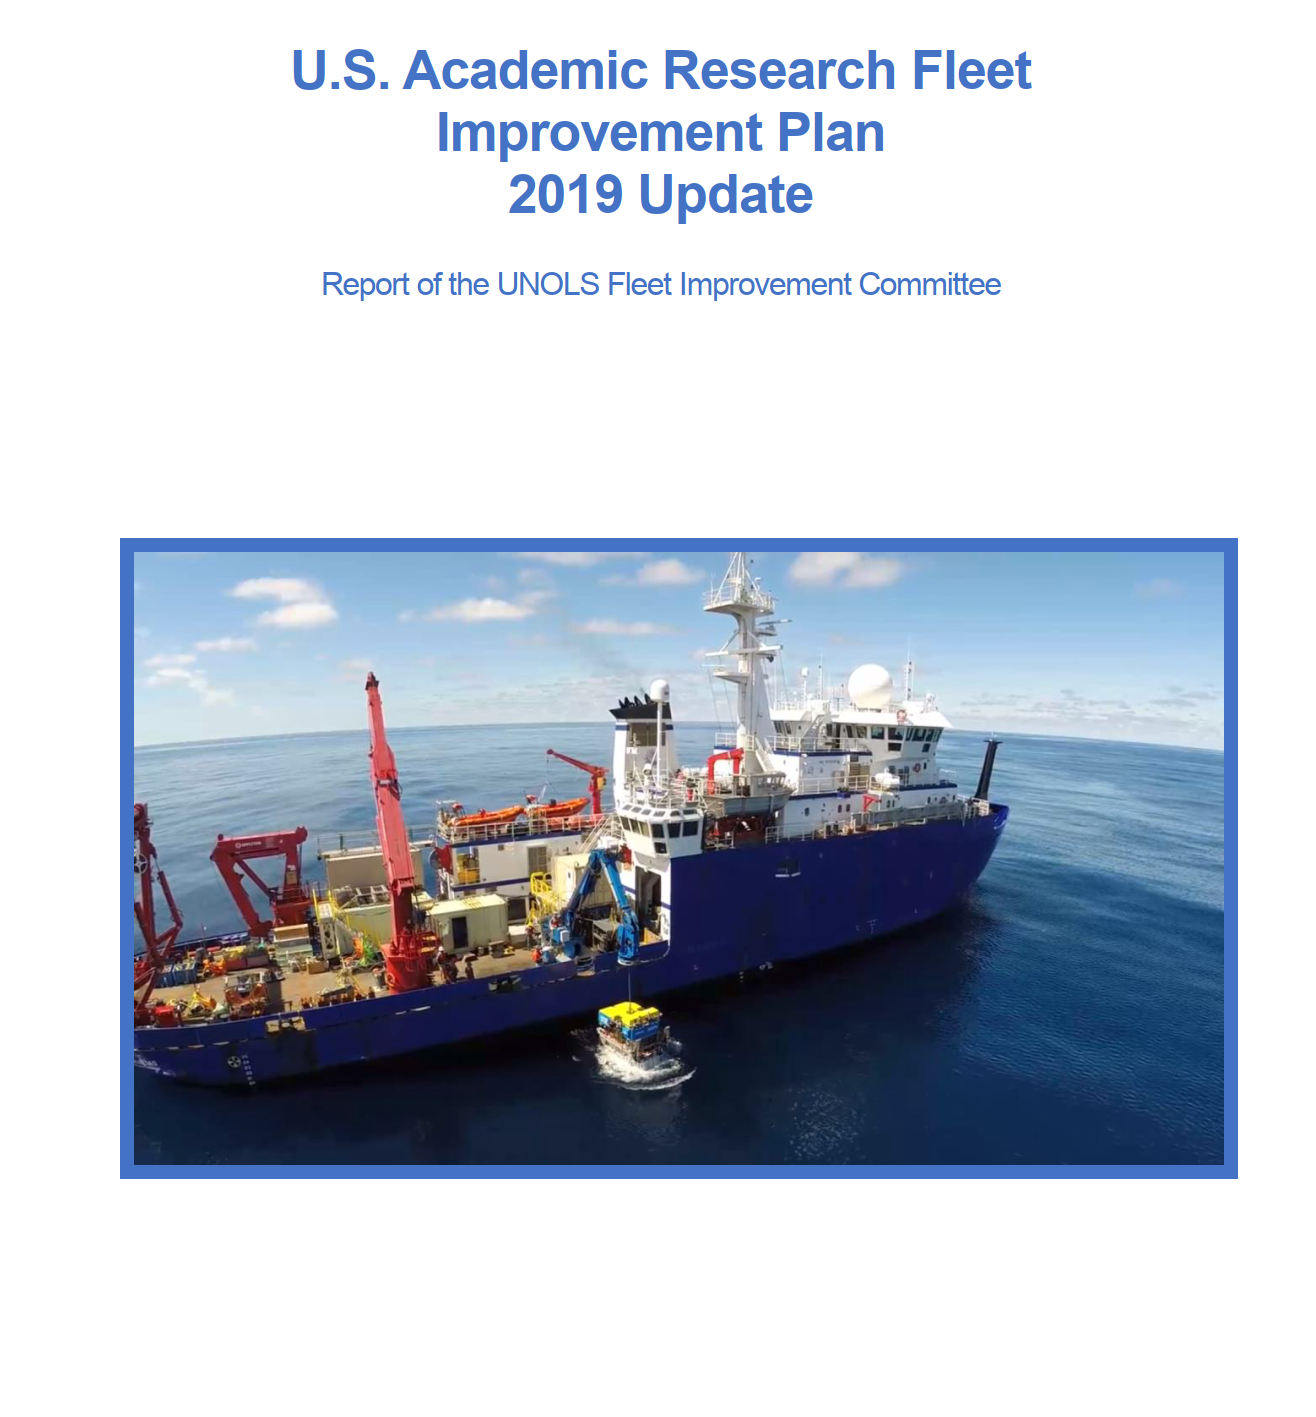 U.S. Academic Research Fleet
Improvement Plan
2019 Update
Report of the UNOLS Fleet Improvement Committee